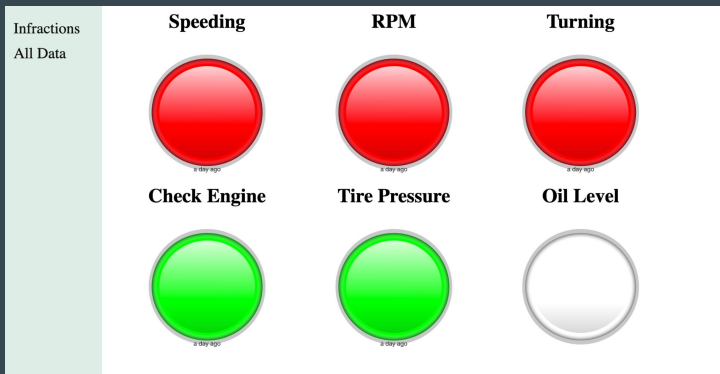 Infractions
All Data
Speeding
RPM
Turning
a day ago
a day ago
a day ago
Check Engine
Tire Pressure
Oil Level
a day ago
a day ago